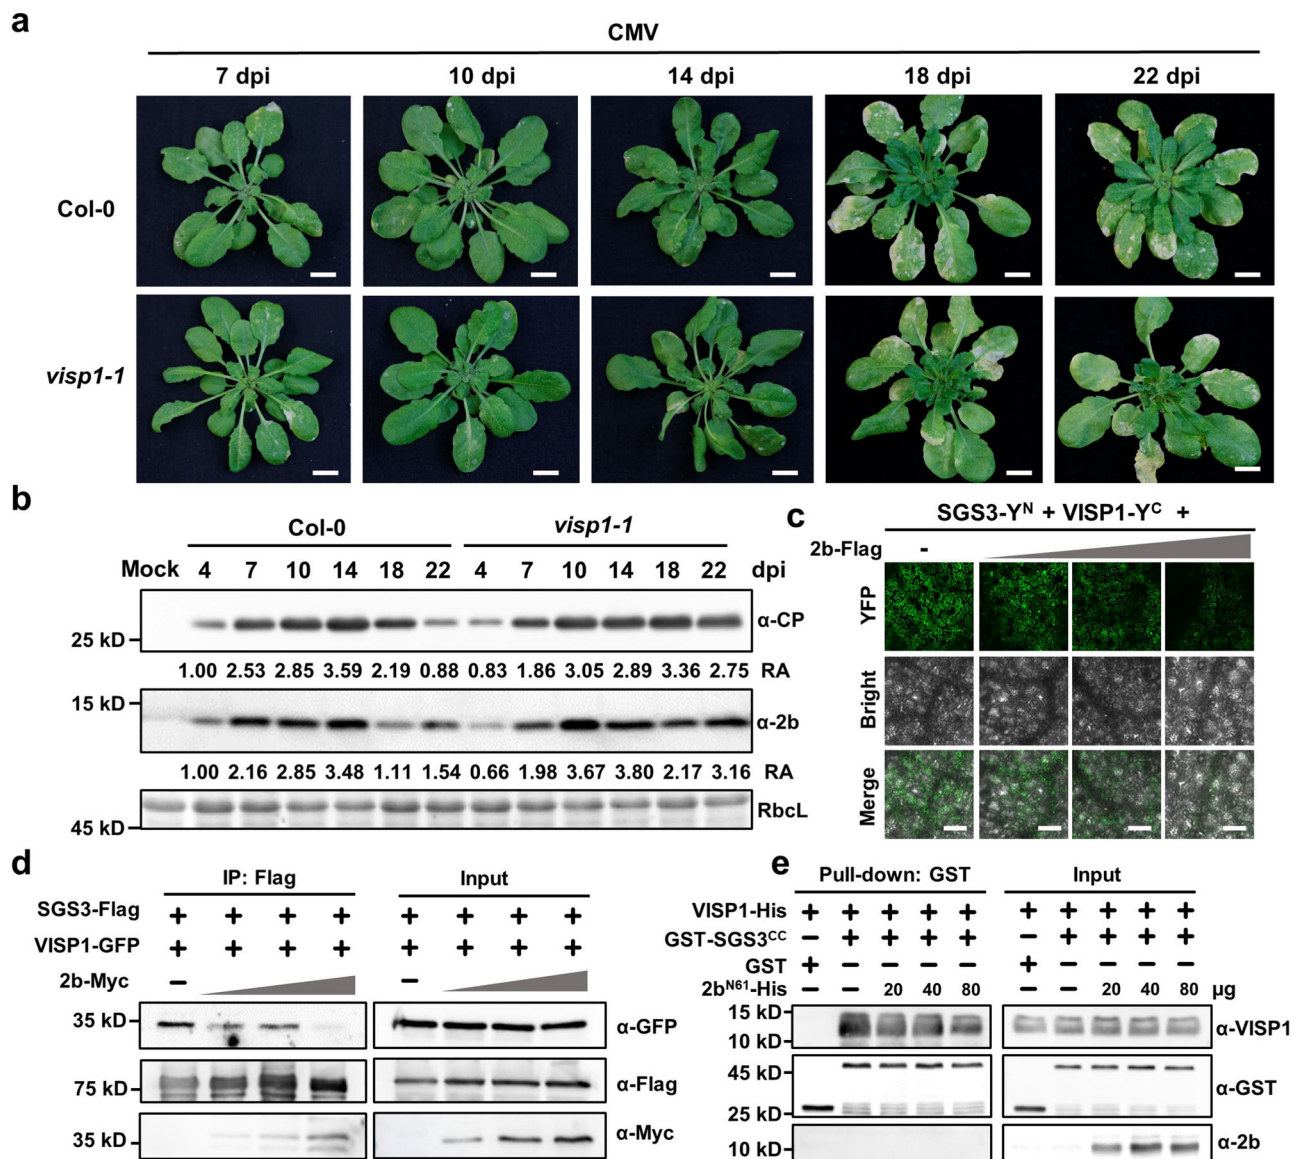 a
CMV
7 dpi 10 dpi 14 dpi 18 dpi 22 dpi
Col-0
visp1-1
b
Col-0 visp1-1
Mock 4 7 10 14 18 22 4 7 10 14 18 22 dpi
α-CP
25 kD
1.00 2.53 2.85 3.59 2.19 0.88 0.83 1.86 3.05 2.89 3.36 2.75 RA
15 kD
α-2b
1.00 2.16 2.85 3.48 1.11 1.54 0.66 1.98 3.67 3.80 2.17 3.16 RA
RbcL
45 kD
c
SGS3-Yᴺ + VISP1-Yᶜ +
2b-Flag -
YFP
Bright
Merge
d
IP: Flag Input
SGS3-Flag + + + + + + + +
VISP1-GFP + + + + + + + +
2b-Myc − −
35 kD α-GFP
75 kD α-Flag
35 kD α-Myc
e
Pull-down: GST Input
VISP1-His + + + + + + + + + +
GST-SGS3ᶜᶜ − + + + + − + + + +
GST + − − − − + − − − −
2bᴺ⁶¹-His − − 20 40 80 − − 20 40 80 µg
15 kD
10 kD
α-VISP1
45 kD
25 kD
α-GST
10 kD
α-2b